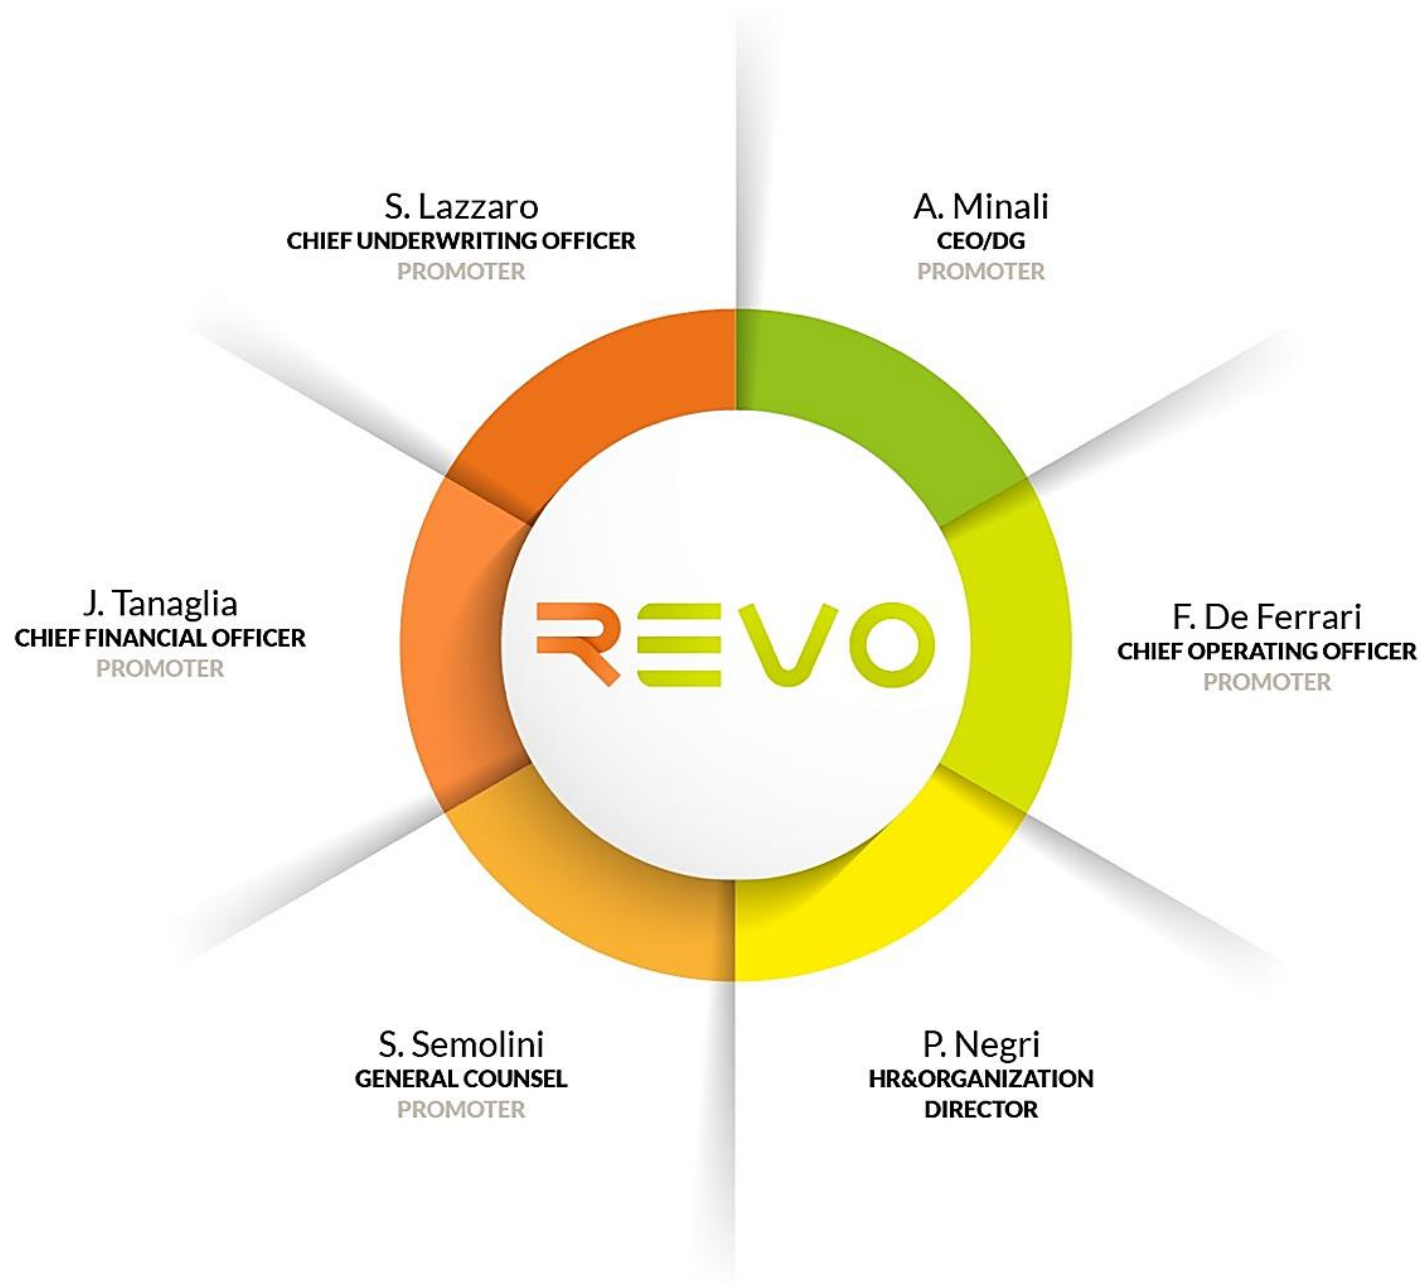 S. Lazzaro
CHIEF UNDERWRITING OFFICER
PROMOTER
A. Minali
CEO/DG
PROMOTER
J. Tanaglia
CHIEF FINANCIAL OFFICER
PROMOTER
REVO
F. De Ferrari
CHIEF OPERATING OFFICER
PROMOTER
S. Semolini
GENERAL COUNSEL
PROMOTER
P. Negri
HR&ORGANIZATION
DIRECTOR